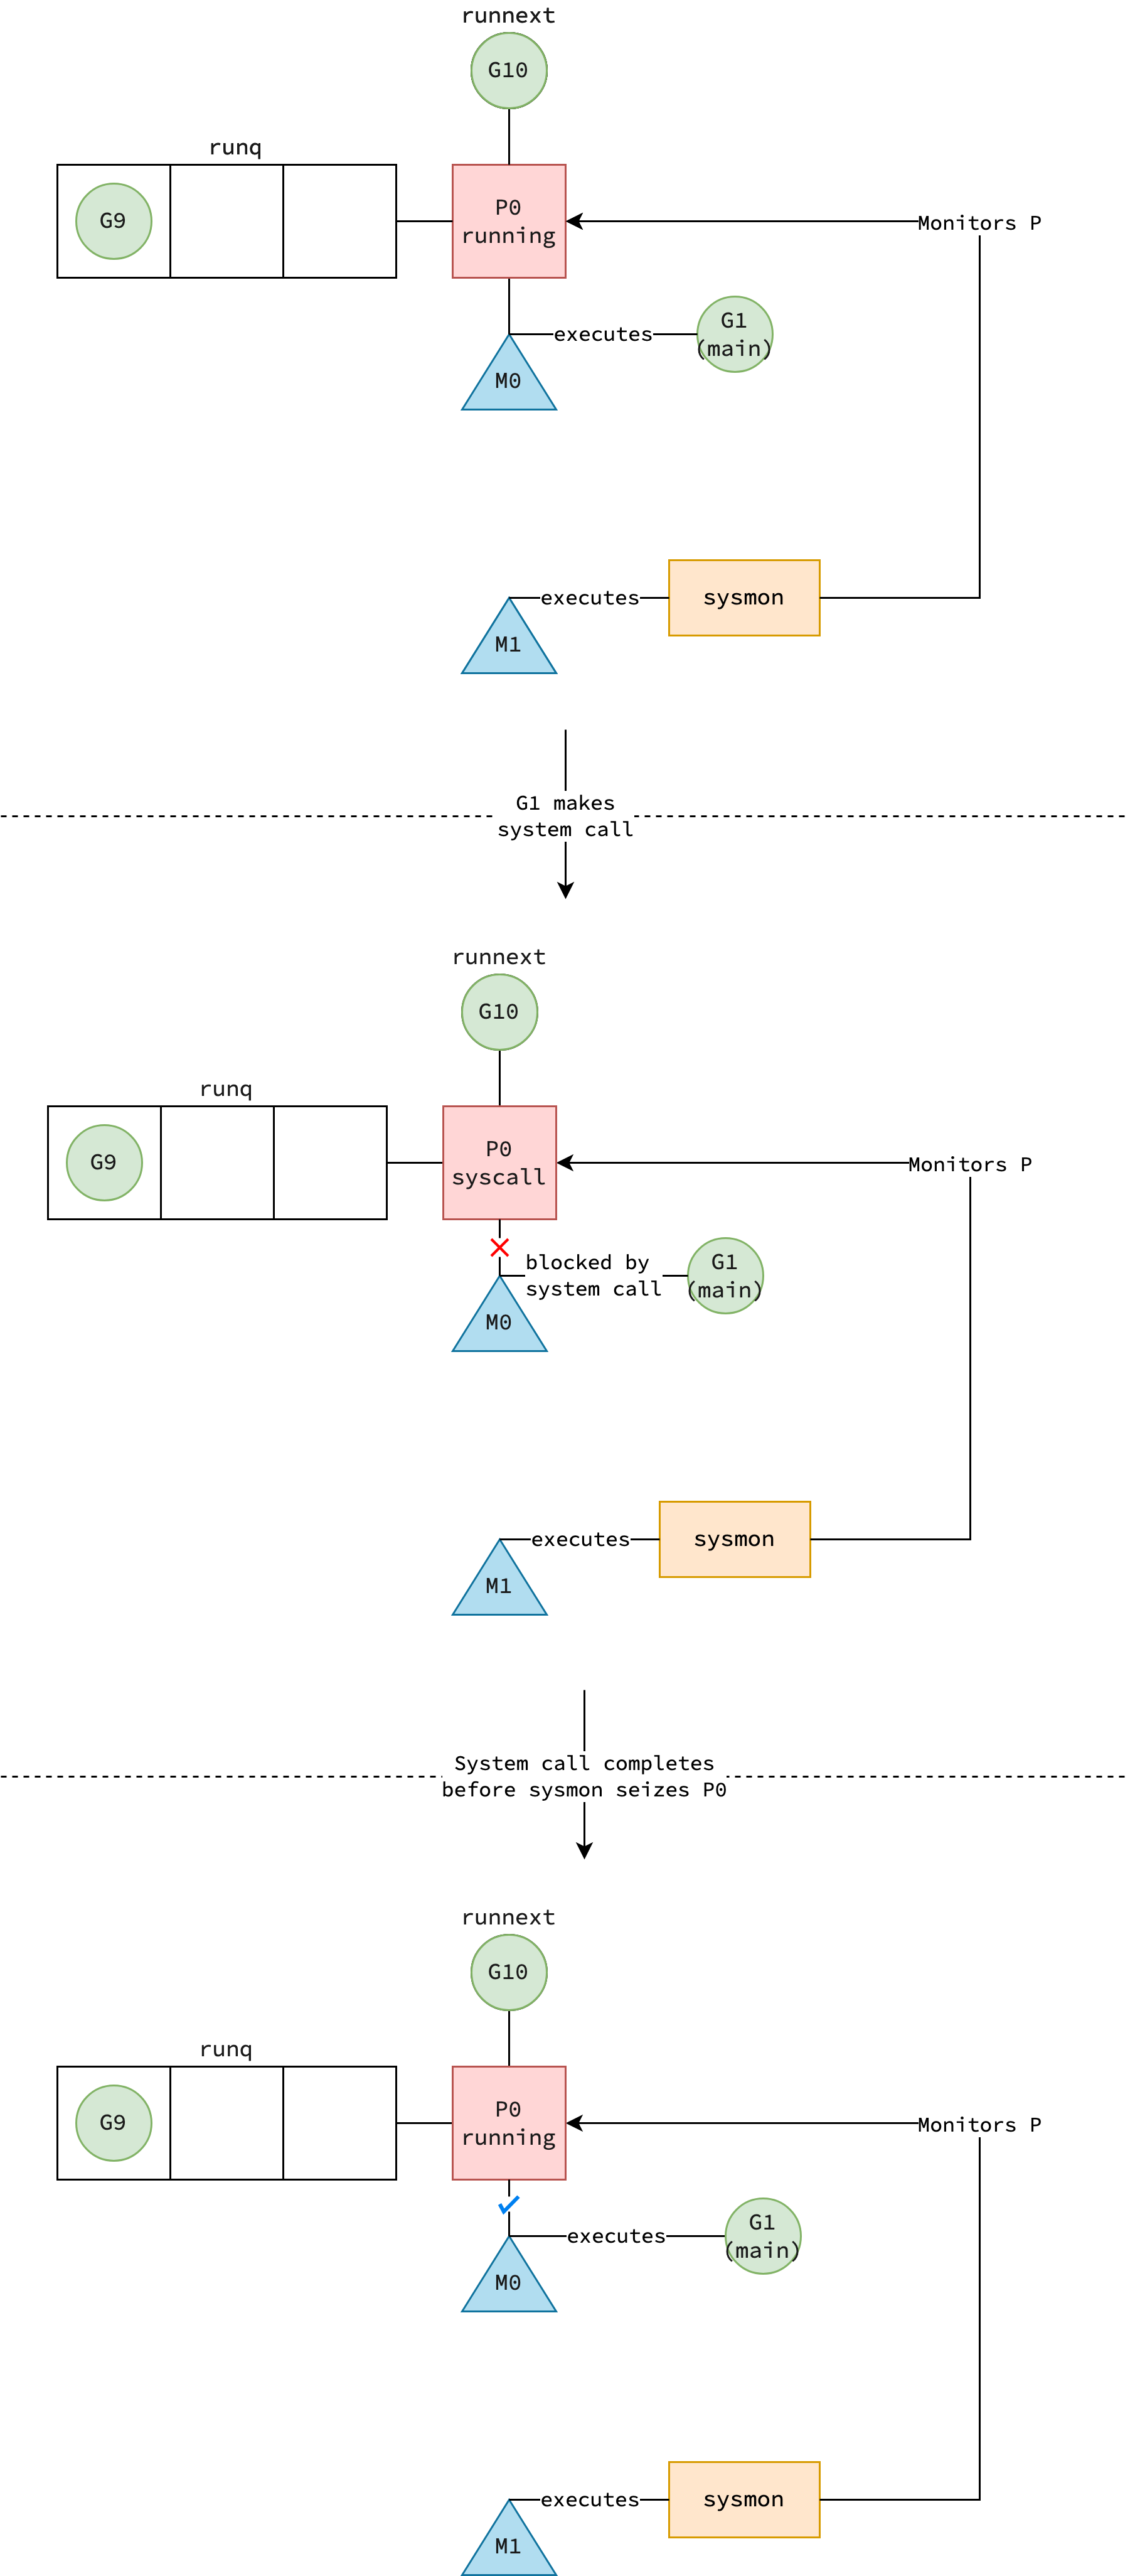 runnext
G10
runq
G9
P0
running
Monitors P
executes
G1
(main)
M0
executes
sysmon
M1
G1 makes
system call
runnext
G10
runq
G9
P0
syscall
Monitors P
blocked by
system call
G1
(main)
M0
executes
sysmon
M1
System call completes
before sysmon seizes P0
runnext
G10
runq
G9
P0
running
Monitors P
executes
G1
(main)
M0
executes
sysmon
M1